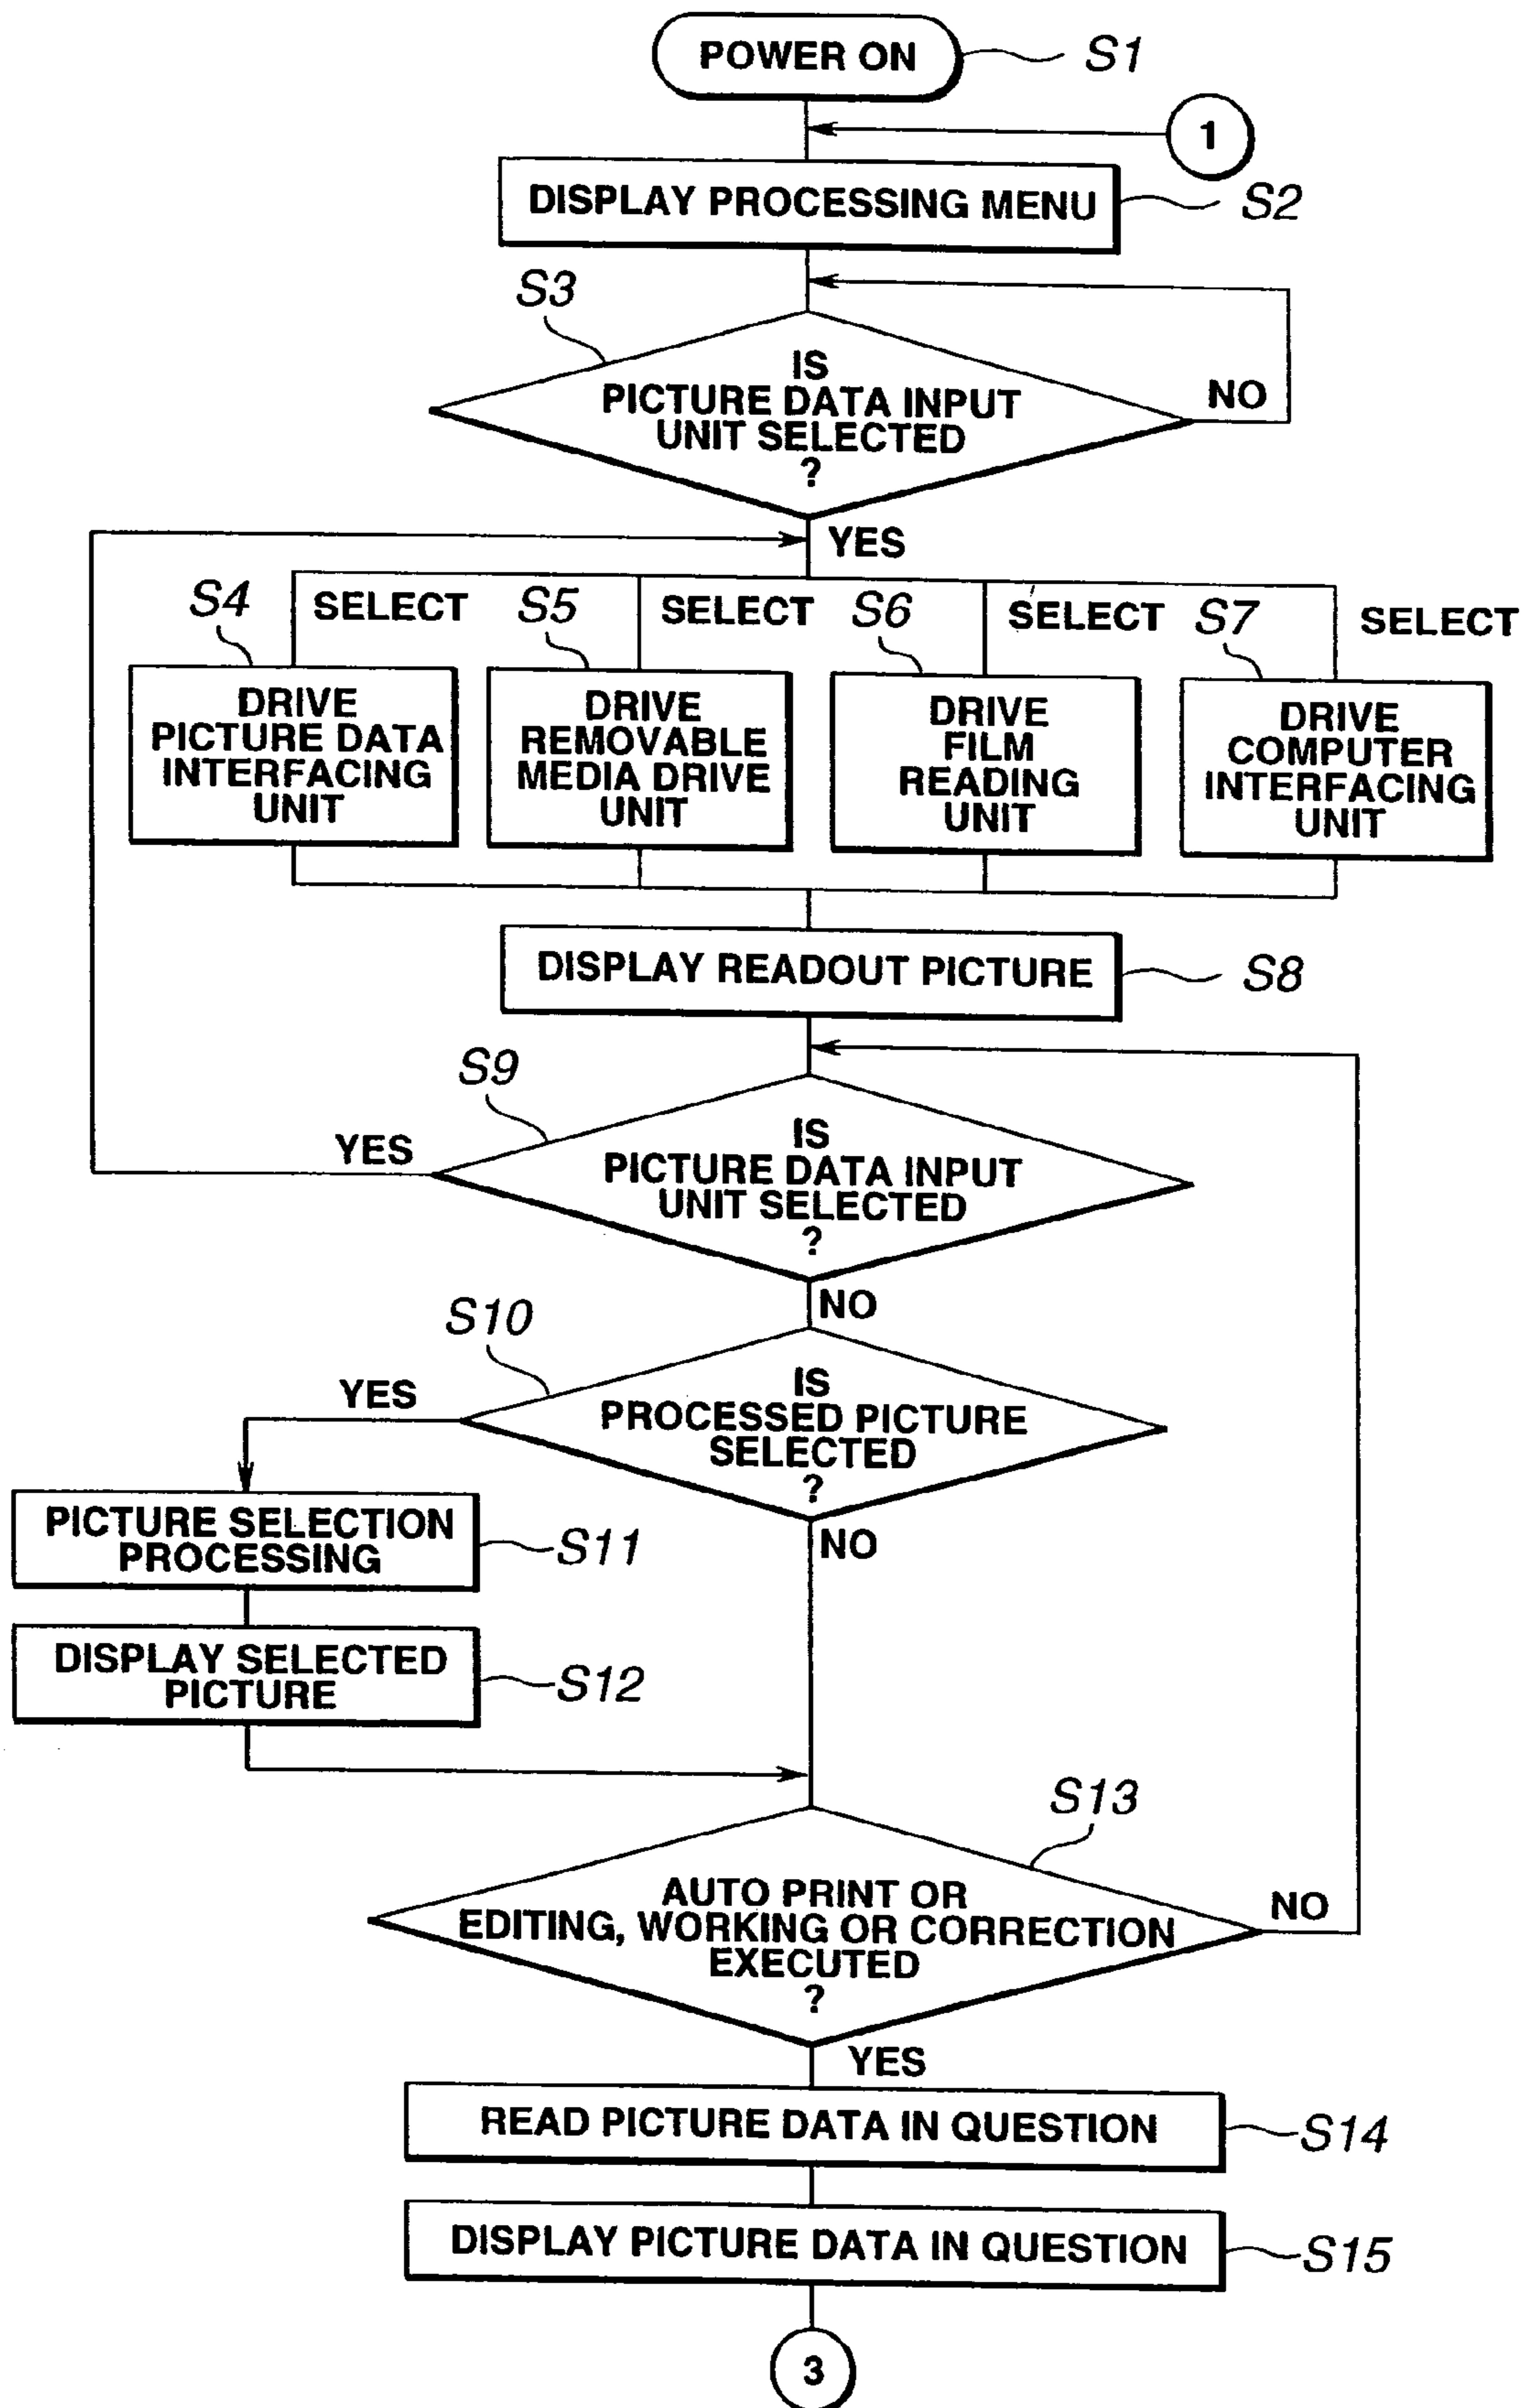 POWER ON
S1
1
DISPLAY PROCESSING MENU
S2
S3
IS
PICTURE DATA INPUT
UNIT SELECTED
?
NO
YES
S4
SELECT
S5
SELECT
S6
SELECT
S7
SELECT
DRIVE
PICTURE DATA
INTERFACING
UNIT
DRIVE
REMOVABLE
MEDIA DRIVE
UNIT
DRIVE
FILM
READING
UNIT
DRIVE
COMPUTER
INTERFACING
UNIT
DISPLAY READOUT PICTURE
S8
S9
YES
IS
PICTURE DATA INPUT
UNIT SELECTED
?
NO
S10
YES
IS
PROCESSED PICTURE
SELECTED
?
NO
PICTURE SELECTION
PROCESSING
S11
DISPLAY SELECTED
PICTURE
S12
S13
AUTO PRINT OR
EDITING, WORKING OR CORRECTION
EXECUTED
?
NO
YES
READ PICTURE DATA IN QUESTION
S14
DISPLAY PICTURE DATA IN QUESTION
S15
3